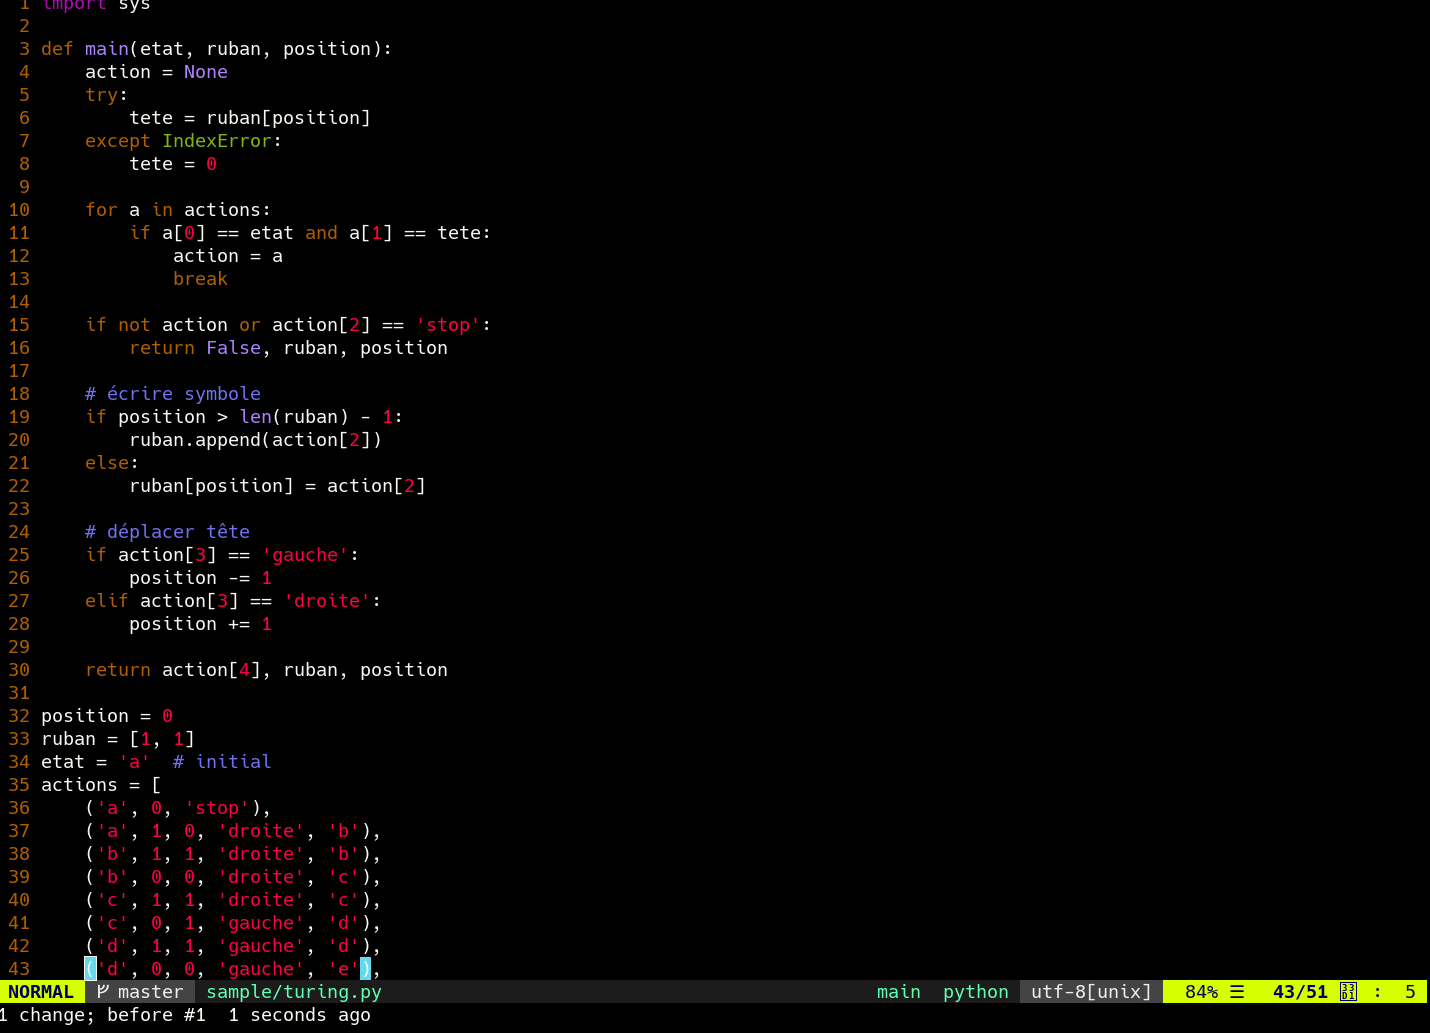 1 import sys
2
3 def main(etat, ruban, position):
4     action = None
5     try:
6         tete = ruban[position]
7     except IndexError:
8         tete = 0
9
10     for a in actions:
11         if a[0] == etat and a[1] == tete:
12             action = a
13             break
14
15     if not action or action[2] == 'stop':
16         return False, ruban, position
17
18     # écrire symbole
19     if position > len(ruban) - 1:
20         ruban.append(action[2])
21     else:
22         ruban[position] = action[2]
23
24     # déplacer tête
25     if action[3] == 'gauche':
26         position -= 1
27     elif action[3] == 'droite':
28         position += 1
29
30     return action[4], ruban, position
31
32 position = 0
33 ruban = [1, 1]
34 etat = 'a'  # initial
35 actions = [
36     ('a', 0, 'stop'),
37     ('a', 1, 0, 'droite', 'b'),
38     ('b', 1, 1, 'droite', 'b'),
39     ('b', 0, 0, 'droite', 'c'),
40     ('c', 1, 1, 'droite', 'c'),
41     ('c', 0, 1, 'gauche', 'd'),
42     ('d', 1, 1, 'gauche', 'd'),
43     ('d', 0, 0, 'gauche', 'e'),
NORMAL master sample/turing.py main python utf-8[unix] 84% ☰ 43/51 : 5
1 change; before #1  1 seconds ago